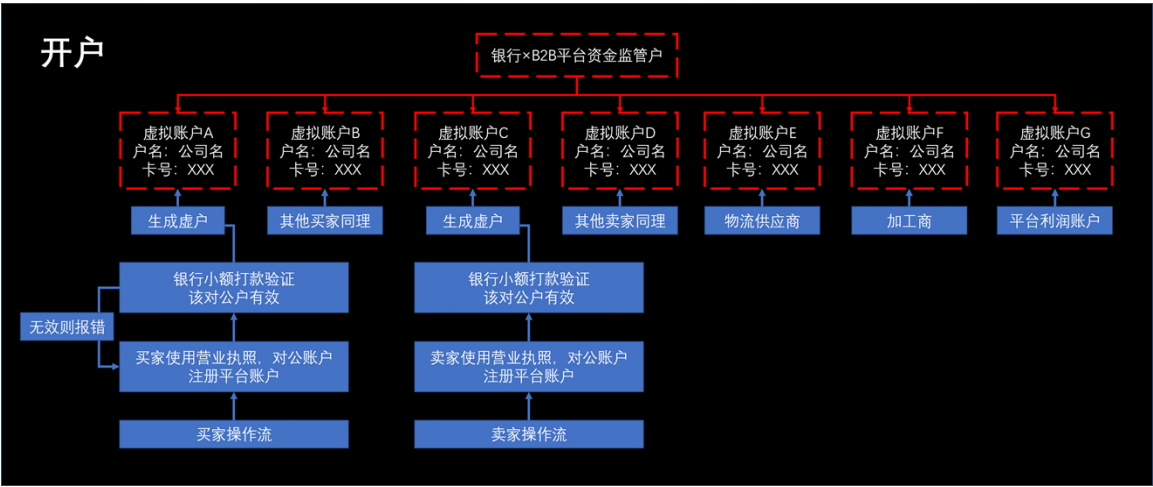 开户
银行×B2B平台资金监管户
虚拟账户A
户名：公司名
卡号：XXX
虚拟账户B
户名：公司名
卡号：XXX
虚拟账户C
户名：公司名
卡号：XXX
虚拟账户D
户名：公司名
卡号：XXX
虚拟账户E
户名：公司名
卡号：XXX
虚拟账户F
户名：公司名
卡号：XXX
虚拟账户G
户名：公司名
卡号：XXX
生成虚户
其他买家同理
生成虚户
其他卖家同理
物流供应商
加工商
平台利润账户
银行小额打款验证
该对公户有效
银行小额打款验证
该对公户有效
无效则报错
买家使用营业执照，对公账户
注册平台账户
卖家使用营业执照，对公账户
注册平台账户
买家操作流
卖家操作流